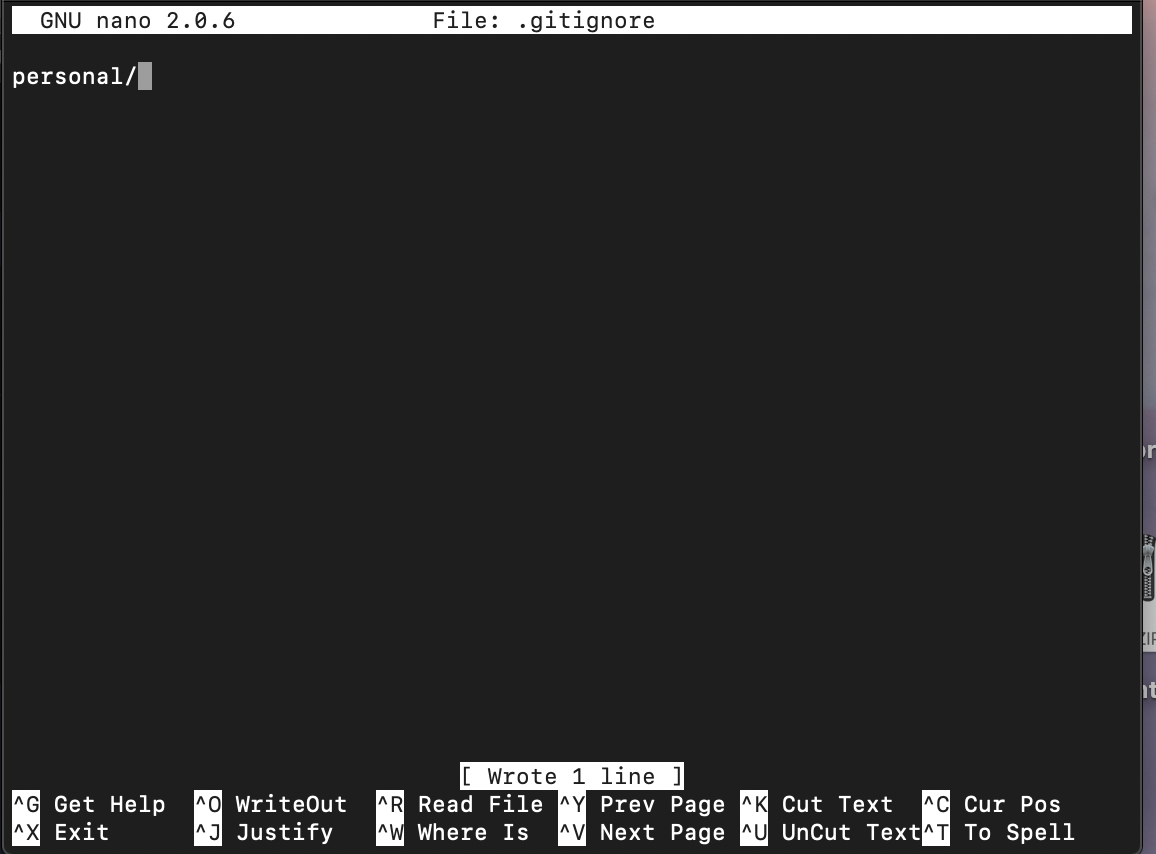 GNU nano 2.0.6 File: .gitignore
personal/
[ Wrote 1 line ]
^G Get Help ^O WriteOut ^R Read File ^Y Prev Page ^K Cut Text ^C Cur Pos
^X Exit ^J Justify ^W Where Is ^V Next Page ^U UnCut Text^T To Spell